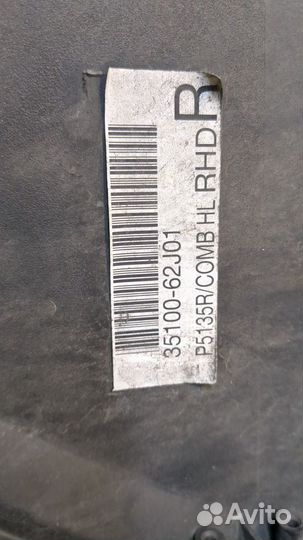 35100-62J01
P5135R/COMB HL RHD R
Avito